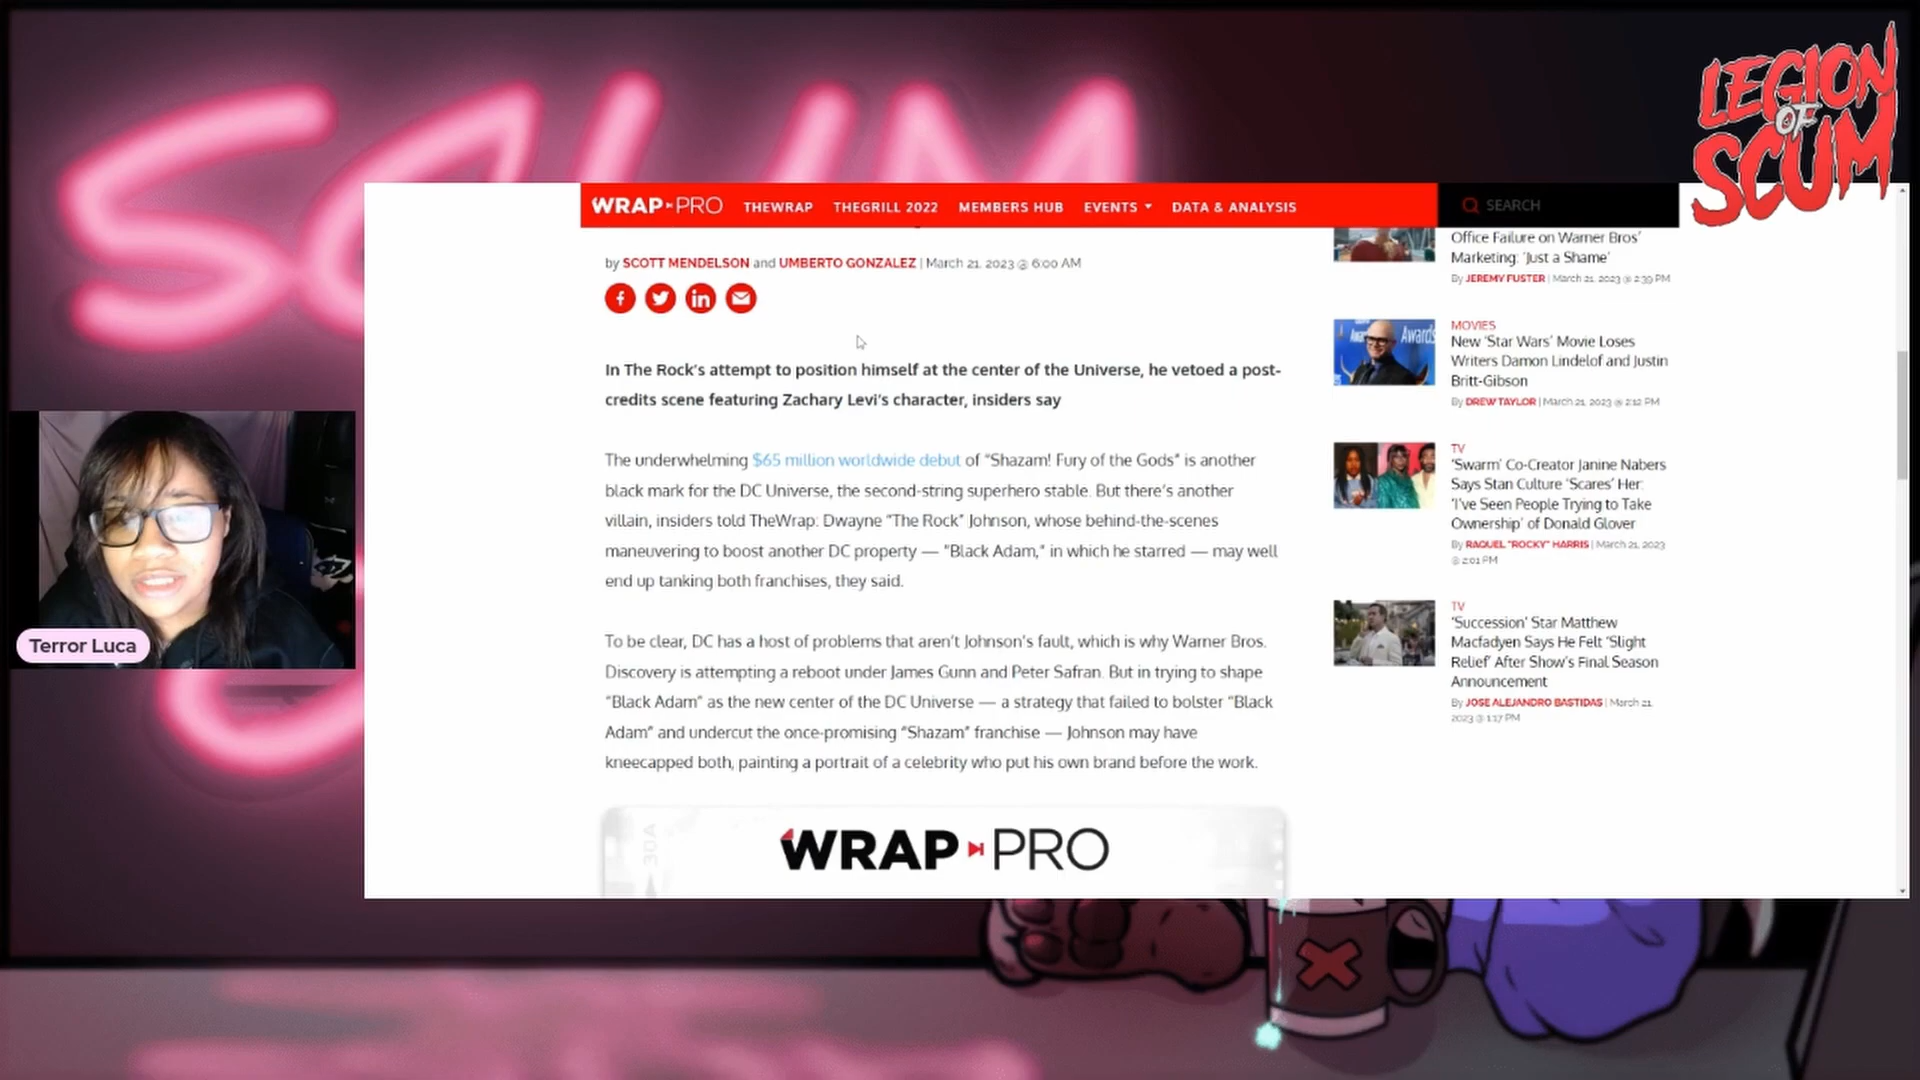 SCUM
LEGION
OF
SCUM
WRAP PRO THEWRAP THEGRILL 2022 MEMBERS HUB EVENTS DATA & ANALYSIS SEARCH
by SCOTT MENDELSON and UMBERTO GONZALEZ | March 21, 2023 @ 6:00 AM
In The Rock's attempt to position himself at the center of the Universe, he vetoed a post-
credits scene featuring Zachary Levi's character, insiders say
The underwhelming $65 million worldwide debut of “Shazam! Fury of the Gods” is another
black mark for the DC Universe, the second-string superhero stable. But there's another
villain, insiders told TheWrap: Dwayne “The Rock” Johnson, whose behind-the-scenes
maneuvering to boost another DC property — “Black Adam,” in which he starred — may well
end up tanking both franchises, they said.
To be clear, DC has a host of problems that aren't Johnson's fault, which is why Warner Bros.
Discovery is attempting a reboot under James Gunn and Peter Safran. But in trying to shape
“Black Adam” as the new center of the DC Universe — a strategy that failed to bolster “Black
Adam” and undercut the once-promising “Shazam” franchise — Johnson may have
kneecapped both, painting a portrait of a celebrity who put his own brand before the work.
WRAP PRO
Office Failure on Warner Bros'
Marketing: 'Just a Shame'
By JEREMY FUSTER | March 21, 2023 @ 2:39 PM
Awards
MOVIES
New 'Star Wars' Movie Loses
Writers Damon Lindelof and Justin
Britt-Gibson
By DREW TAYLOR | March 21, 2023 @ 2:12 PM
TV
'Swarm' Co-Creator Janine Nabers
Says Stan Culture 'Scares' Her:
'I've Seen People Trying to Take
Ownership' of Donald Glover
By RAQUEL "ROCKY" HARRIS | March 21, 2023
@ 2:01 PM
TV
'Succession' Star Matthew
Macfadyen Says He Felt 'Slight
Relief' After Show's Final Season
Announcement
By JOSE ALEJANDRO BASTIDAS | March 21,
2023 @ 1:17 PM
Terror Luca